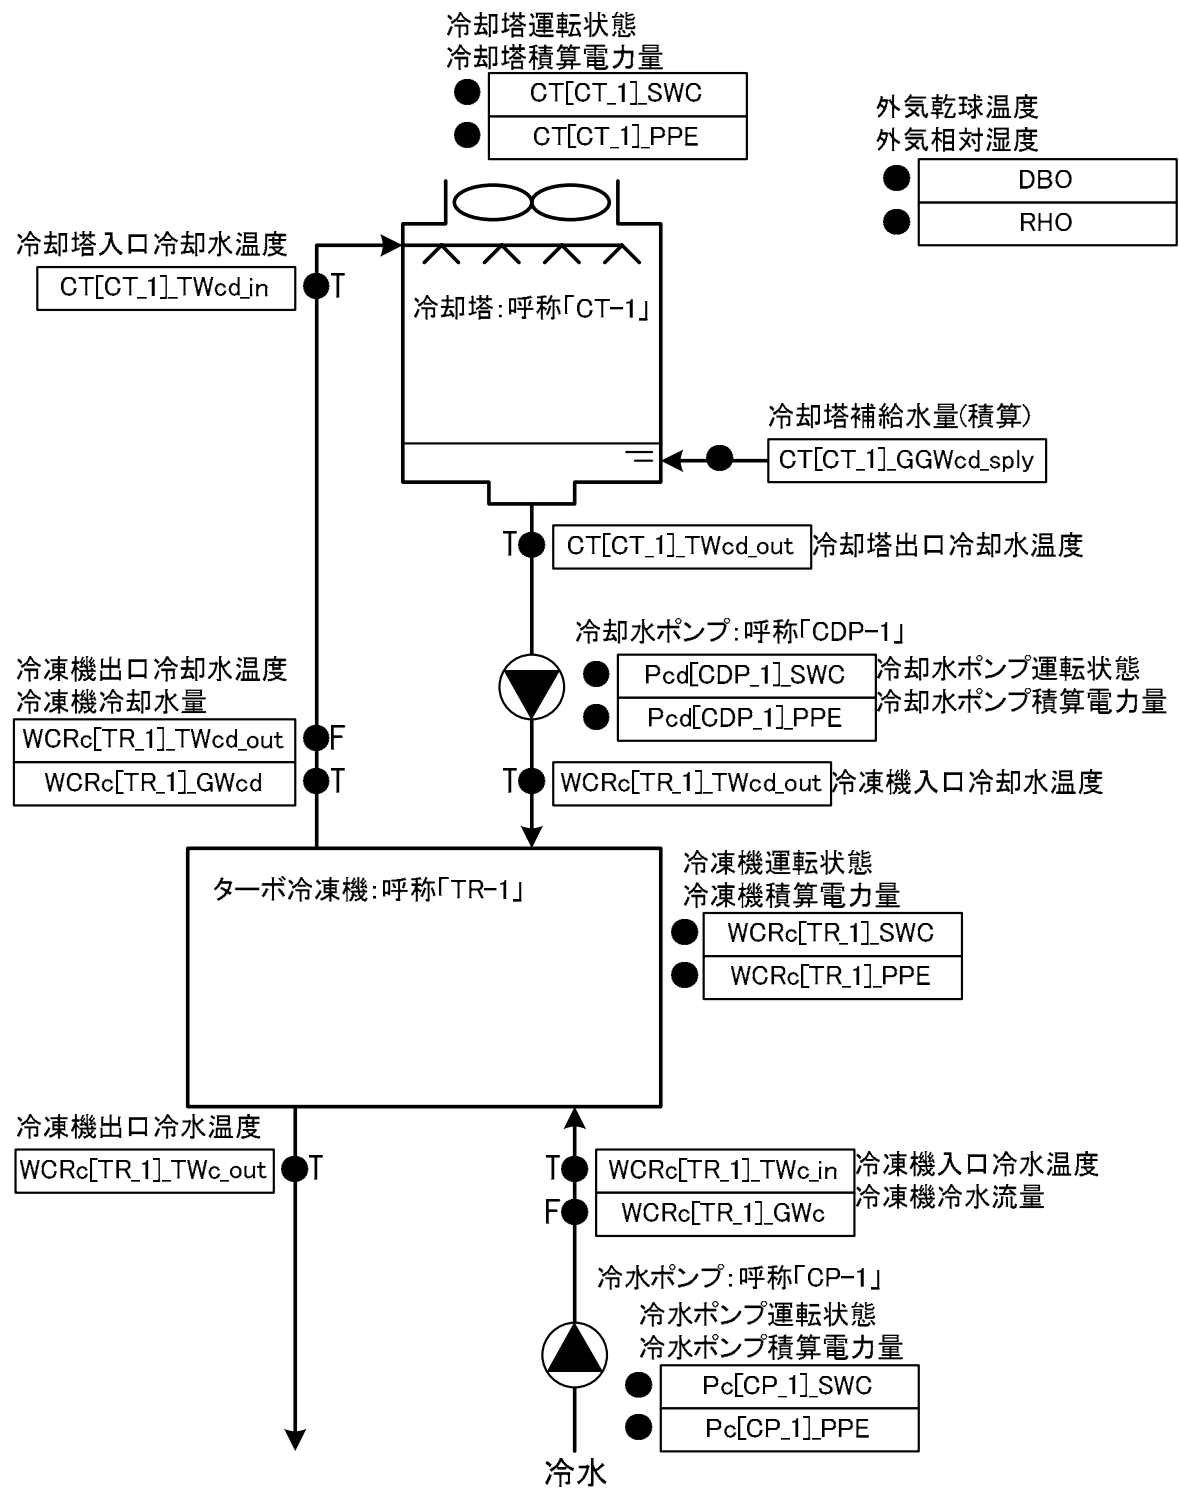 冷却塔運転状態
冷却塔積算電力量
CT[CT_1]_SWC
CT[CT_1]_PPE
外気乾球温度
外気相対湿度
DBO
RHO
冷却塔入口冷却水温度
CT[CT_1]_TWcd_in
T
冷却塔:呼称「CT-1」
冷却塔補給水量(積算)
CT[CT_1]_GGWcd_sply
T
CT[CT_1]_TWcd_out
冷却塔出口冷却水温度
冷却水ポンプ:呼称「CDP-1」
Pcd[CDP_1]_SWC
冷却水ポンプ運転状態
Pcd[CDP_1]_PPE
冷却水ポンプ積算電力量
冷凍機出口冷却水温度
冷凍機冷却水量
WCRc[TR_1]_TWcd_out
F
WCRc[TR_1]_GWcd
T
T
WCRc[TR_1]_TWcd_out
冷凍機入口冷却水温度
ターボ冷凍機:呼称「TR-1」
冷凍機運転状態
冷凍機積算電力量
WCRc[TR_1]_SWC
WCRc[TR_1]_PPE
冷凍機出口冷水温度
WCRc[TR_1]_TWc_out
T
T
WCRc[TR_1]_TWc_in
冷凍機入口冷水温度
F
WCRc[TR_1]_GWc
冷凍機冷水流量
冷水ポンプ:呼称「CP-1」
冷水ポンプ運転状態
冷水ポンプ積算電力量
Pc[CP_1]_SWC
Pc[CP_1]_PPE
冷水